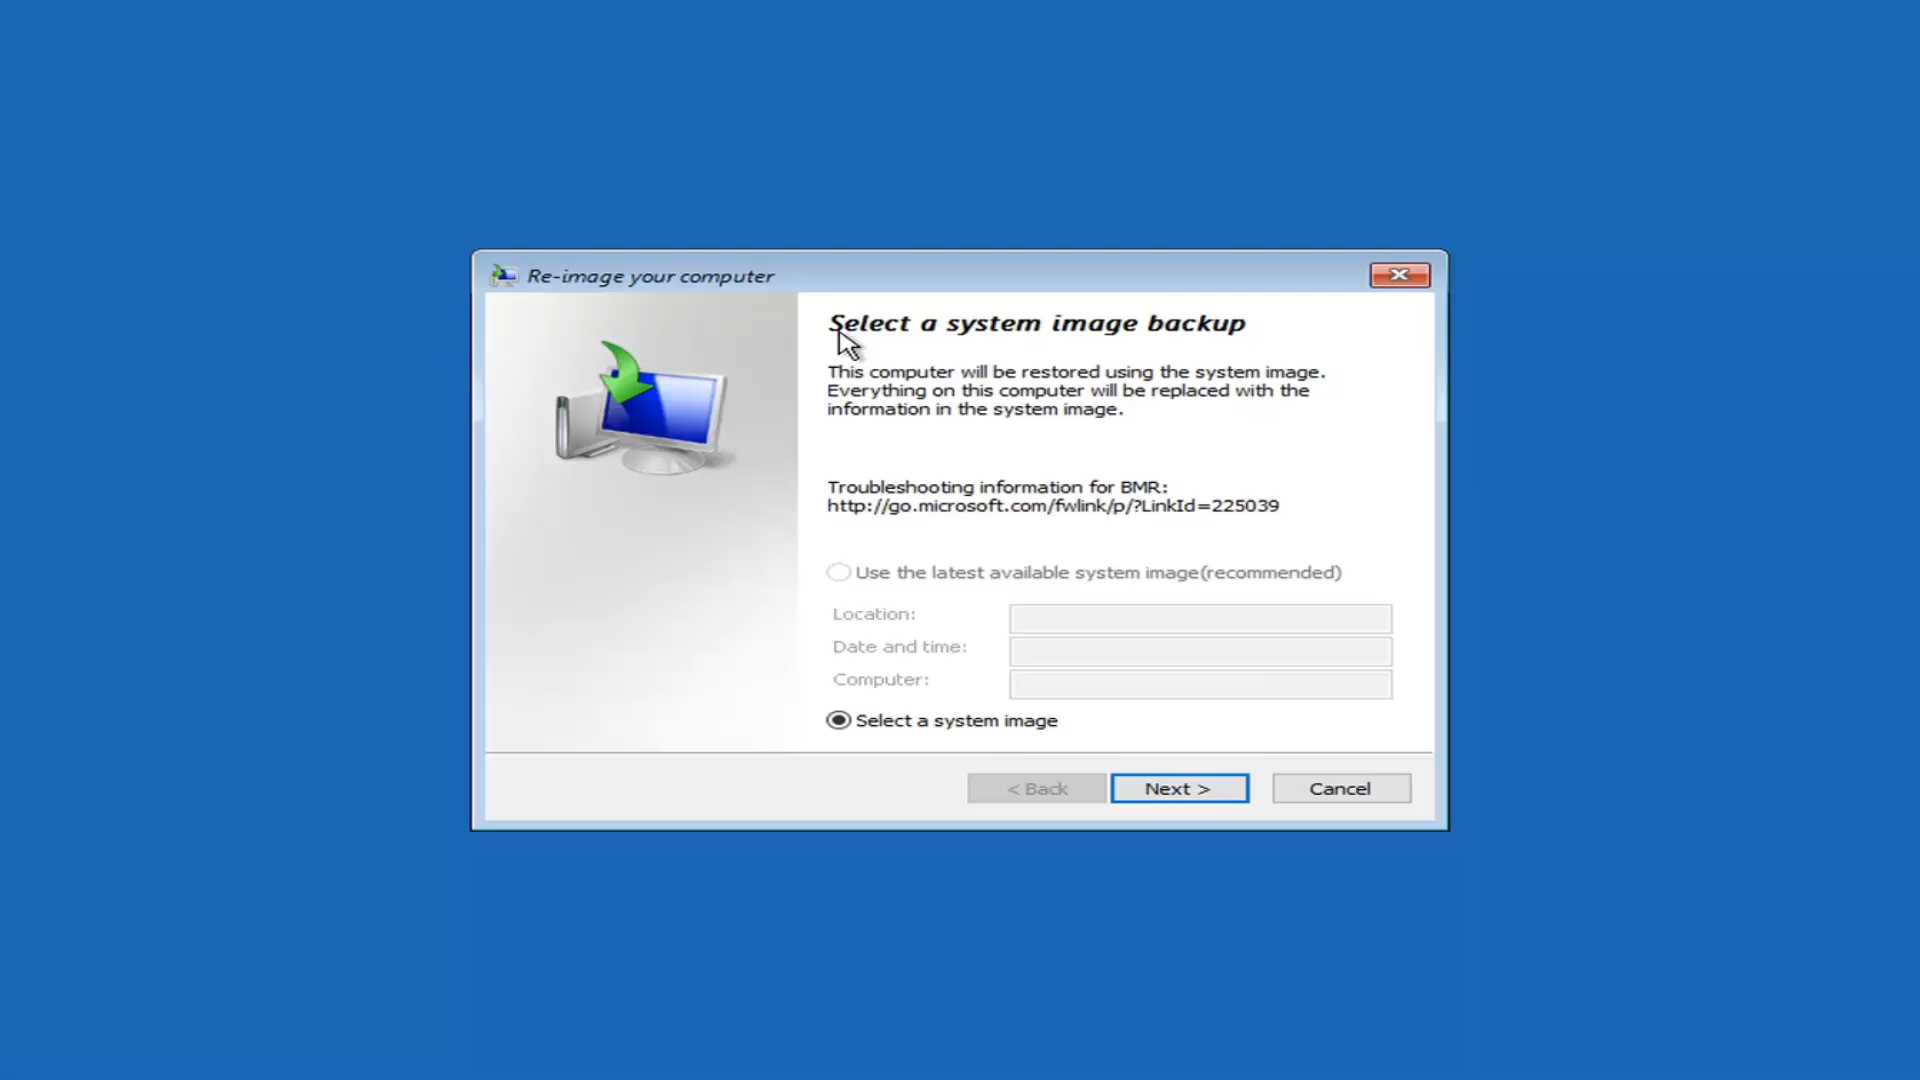 Re-image your computer
Select a system image backup
This computer will be restored using the system image.
Everything on this computer will be replaced with the
information in the system image.
Troubleshooting information for BMR:
http://go.microsoft.com/fwlink/p/?LinkId=225039
Use the latest available system image(recommended)
Location:
Date and time:
Computer:
Select a system image
< Back
Next >
Cancel